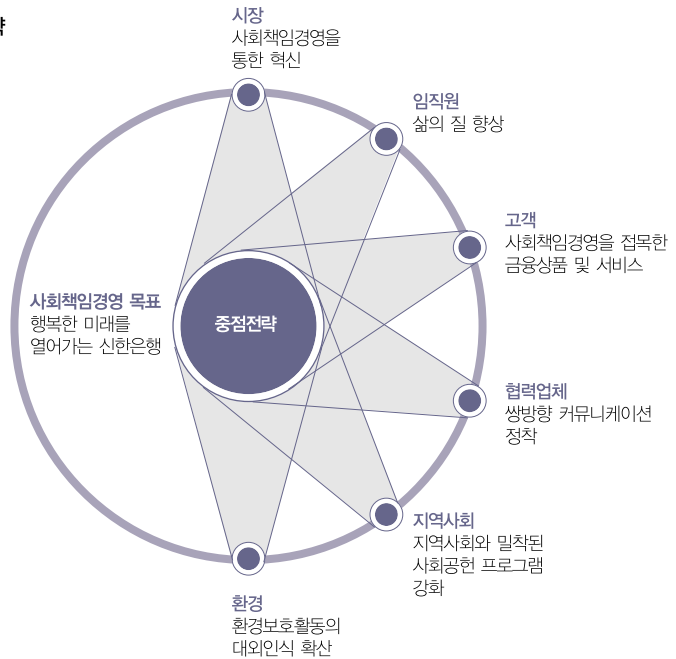 략
시장
사회책임경영을
통한 혁신
임직원
삶의 질 향상
고객
사회책임경영을 접목한
금융상품 및 서비스
사회책임경영 목표
행복한 미래를
열어가는 신한은행
중점전략
협력업체
쌍방향 커뮤니케이션
정착
지역사회
지역사회와 밀착된
사회공헌 프로그램
강화
환경
환경보호활동의
대외인식 확산